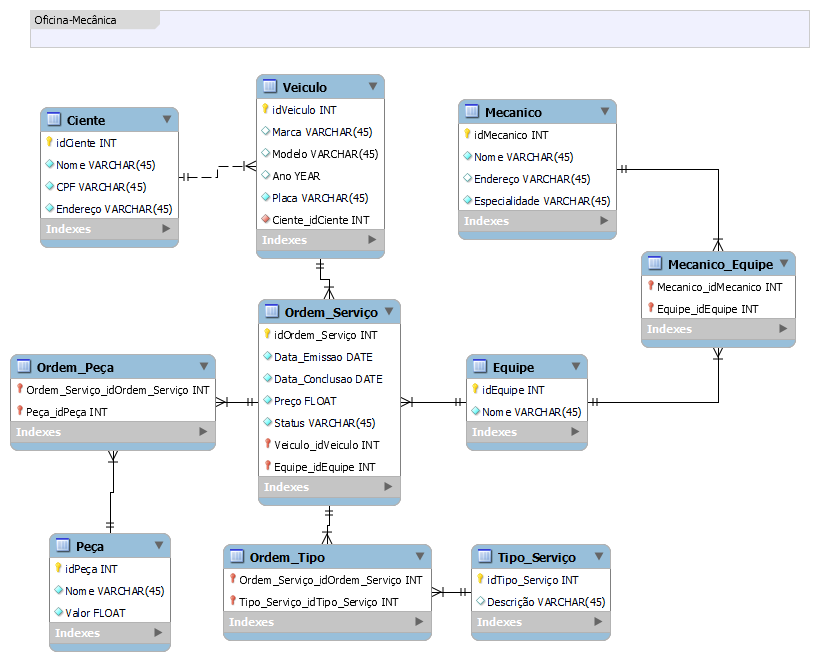 Oficina-Mecânica
Ciente
idCiente INT
Nome VARCHAR(45)
CPF VARCHAR(45)
Endereço VARCHAR(45)
Indexes
Veiculo
idVeiculo INT
Marca VARCHAR(45)
Modelo VARCHAR(45)
Ano YEAR
Placa VARCHAR(45)
Ciente_idCiente INT
Indexes
Mecanico
idMecanico INT
Nome VARCHAR(45)
Endereço VARCHAR(45)
Especialidade VARCHAR(45)
Indexes
Mecanico_Equipe
Mecanico_idMecanico INT
Equipe_idEquipe INT
Indexes
Ordem_Serviço
idOrdem_Serviço INT
Data_Emissao DATE
Data_Conclusao DATE
Preço FLOAT
Status VARCHAR(45)
Veiculo_idVeiculo INT
Equipe_idEquipe INT
Indexes
Ordem_Peça
Ordem_Serviço_idOrdem_Serviço INT
Peça_idPeça INT
Indexes
Equipe
idEquipe INT
Nome VARCHAR(45)
Indexes
Peça
idPeça INT
Nome VARCHAR(45)
Valor FLOAT
Indexes
Ordem_Tipo
Ordem_Serviço_idOrdem_Serviço INT
Tipo_Serviço_idTipo_Serviço INT
Indexes
Tipo_Serviço
idTipo_Serviço INT
Descrição VARCHAR(45)
Indexes